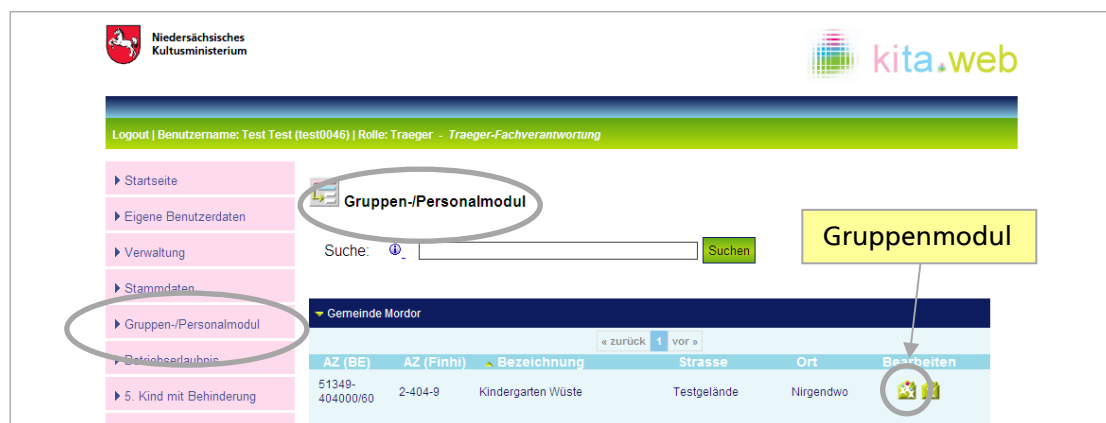 Niedersächsisches
Kultusministerium
kita.web
Logout | Benutzername: Test Test (test0046) | Rolle: Traeger - Traeger-Fachverantwortung
Startseite
Eigene Benutzerdaten
Verwaltung
Stammdaten
Gruppen-/Personalmodul
Betriebserlaubnis
5. Kind mit Behinderung
Gruppen-/Personalmodul
Suche:
Suchen
Gruppenmodul
Gemeinde Mordor
« zurück 1 vor »
AZ (BE) AZ (Finhi) Bezeichnung Strasse Ort Bearbeiten
51349-
404000/60 2-404-9 Kindergarten Wüste Testgelände Nirgendwo